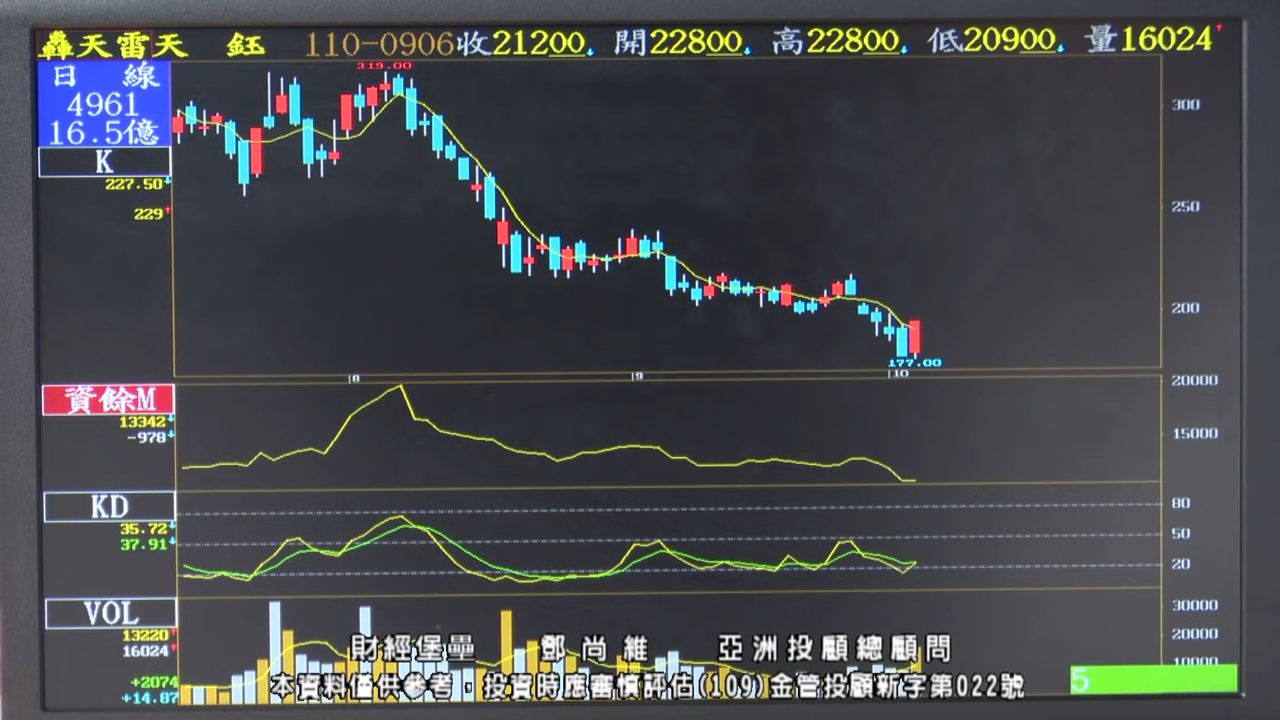 轟天雷天 鈺 110-0906收21200 開22800 高22800 低20900 量16024
日 線
4961
16.5億
K
227.50
229
319.00
300
250
200
177.00
8 9 10
資餘M
13342
-978
20000
15000
KD
35.72
37.91
80
50
20
VOL
13220
16024
+2074
+14.87
30000
20000
10000
財經堡壘 鄧尚維 亞洲投顧總顧問
本資料僅供參考，投資時應審慎評估(109)金管投顧新字第022號
5